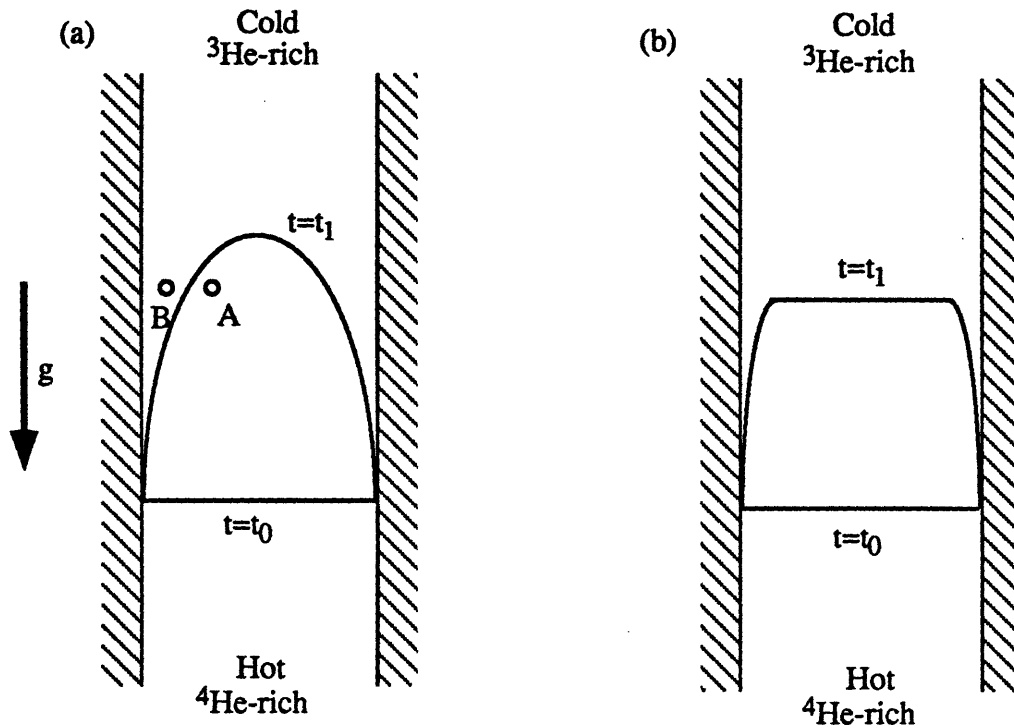 (a)
Cold
³He-rich
t=t₁
B
A
g
t=t₀
Hot
⁴He-rich
(b)
Cold
³He-rich
t=t₁
t=t₀
Hot
⁴He-rich